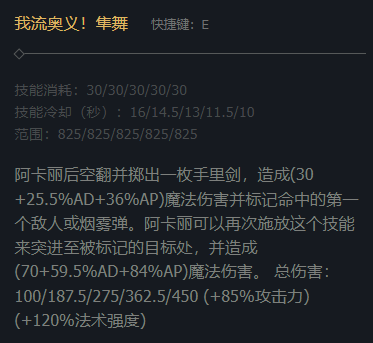 我流奥义！隼舞 快捷键：E
技能消耗：30/30/30/30/30
技能冷却（秒）：16/14.5/13/11.5/10
范围：825/825/825/825/825
阿卡丽后空翻并掷出一枚手里剑，造成(30
+25.5%AD+36%AP)魔法伤害并标记命中的第一
个敌人或烟雾弹。阿卡丽可以再次施放这个技能
来突进至被标记的目标处，并造成
(70+59.5%AD+84%AP)魔法伤害。 总伤害：
100/187.5/275/362.5/450 (+85%攻击力)
(+120%法术强度)